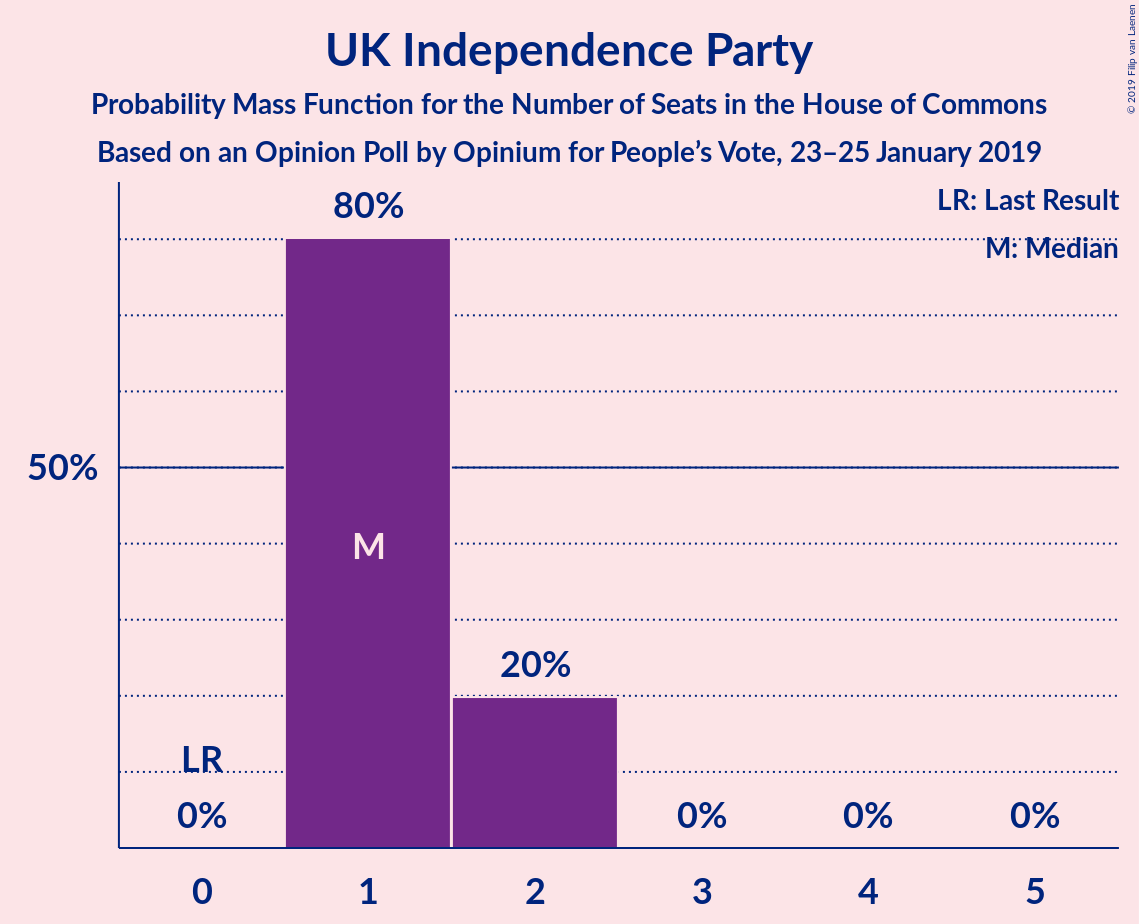 UK Independence Party
Probability Mass Function for the Number of Seats in the House of Commons
Based on an Opinion Poll by Opinium for People’s Vote, 23–25 January 2019
© 2019 Filip van Laenen
LR: Last Result
M: Median
80%
50%
M
20%
LR
0%
0%
0%
0%
0
1
2
3
4
5